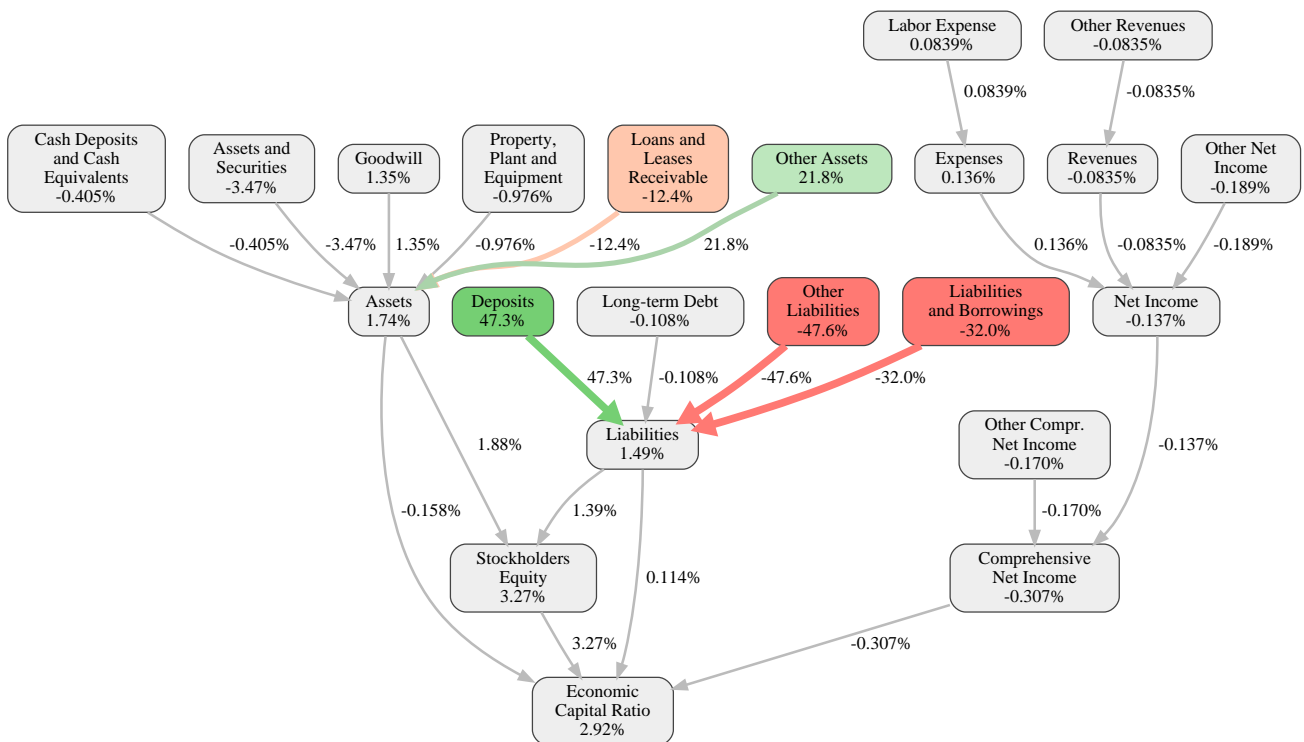 Labor Expense
0.0839%
Other Revenues
-0.0835%
0.0839%
-0.0835%
Cash Deposits
and Cash
Equivalents
-0.405%
Assets and
Securities
-3.47%
Goodwill
1.35%
Property,
Plant and
Equipment
-0.976%
Loans and
Leases
Receivable
-12.4%
Other Assets
21.8%
Expenses
0.136%
Revenues
-0.0835%
Other Net
Income
-0.189%
-0.405%
-3.47%
1.35%
-0.976%
-12.4%
21.8%
0.136%
-0.0835%
-0.189%
Assets
1.74%
Deposits
47.3%
Long-term Debt
-0.108%
Other
Liabilities
-47.6%
Liabilities
and Borrowings
-32.0%
Net Income
-0.137%
47.3%
-0.108%
-47.6%
-32.0%
Liabilities
1.49%
Other Compr.
Net Income
-0.170%
1.88%
-0.137%
-0.158%
1.39%
-0.170%
Stockholders
Equity
3.27%
0.114%
Comprehensive
Net Income
-0.307%
3.27%
-0.307%
Economic
Capital Ratio
2.92%